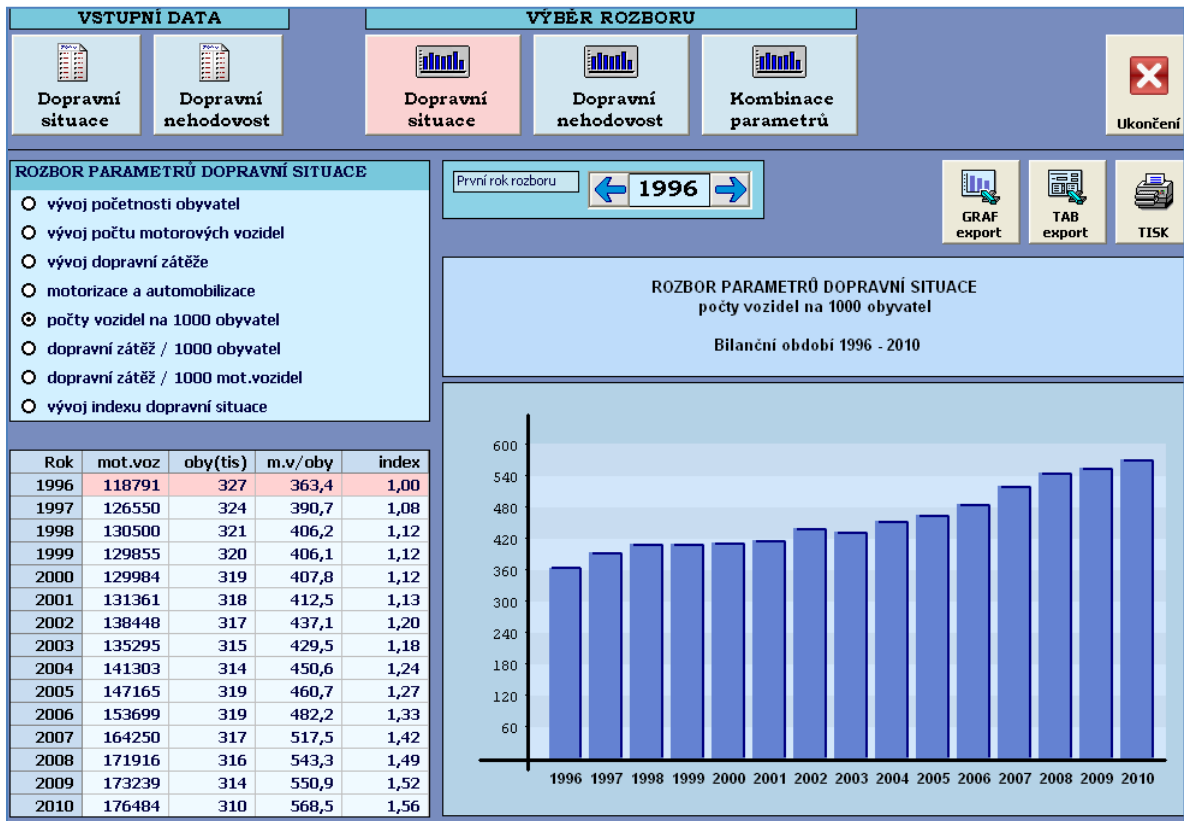 VSTUPNÍ DATA
VÝBĚR ROZBORU
Dopravní
situace
Dopravní
nehodovost
Dopravní
situace
Dopravní
nehodovost
Kombinace
parametrů
Ukončení
ROZBOR PARAMETRŮ DOPRAVNÍ SITUACE
vývoj početnosti obyvatel
vývoj počtu motorových vozidel
vývoj dopravní zátěže
motorizace a automobilizace
počty vozidel na 1000 obyvatel
dopravní zátěž / 1000 obyvatel
dopravní zátěž / 1000 mot.vozidel
vývoj indexu dopravní situace
První rok rozboru
1996
GRAF
export
TAB
export
TISK
Rok mot.voz oby(tis) m.v/oby index
1996 118791 327 363,4 1,00
1997 126550 324 390,7 1,08
1998 130500 321 406,2 1,12
1999 129855 320 406,1 1,12
2000 129984 319 407,8 1,12
2001 131361 318 412,5 1,13
2002 138448 317 437,1 1,20
2003 135295 315 429,5 1,18
2004 141303 314 450,6 1,24
2005 147165 319 460,7 1,27
2006 153699 319 482,2 1,33
2007 164250 317 517,5 1,42
2008 171916 316 543,3 1,49
2009 173239 314 550,9 1,52
2010 176484 310 568,5 1,56
ROZBOR PARAMETRŮ DOPRAVNÍ SITUACE
počty vozidel na 1000 obyvatel
Bilanční období 1996 - 2010
600
540
480
420
360
300
240
180
120
60
1996 1997 1998 1999 2000 2001 2002 2003 2004 2005 2006 2007 2008 2009 2010